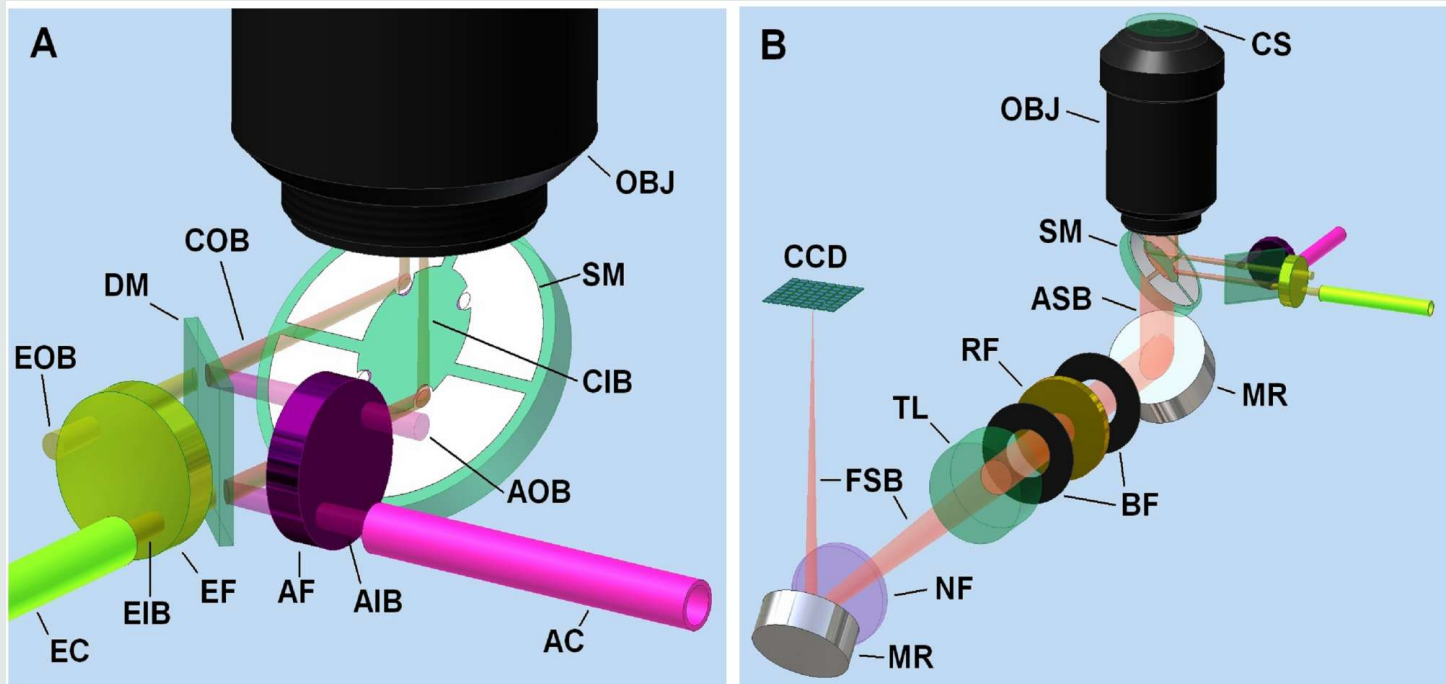 A
OBJ
COB
SM
DM
EOB
CIB
AOB
EIB
EF
AF
AIB
AC
EC
B
CS
OBJ
SM
CCD
ASB
RF
MR
TL
FSB
BF
NF
MR